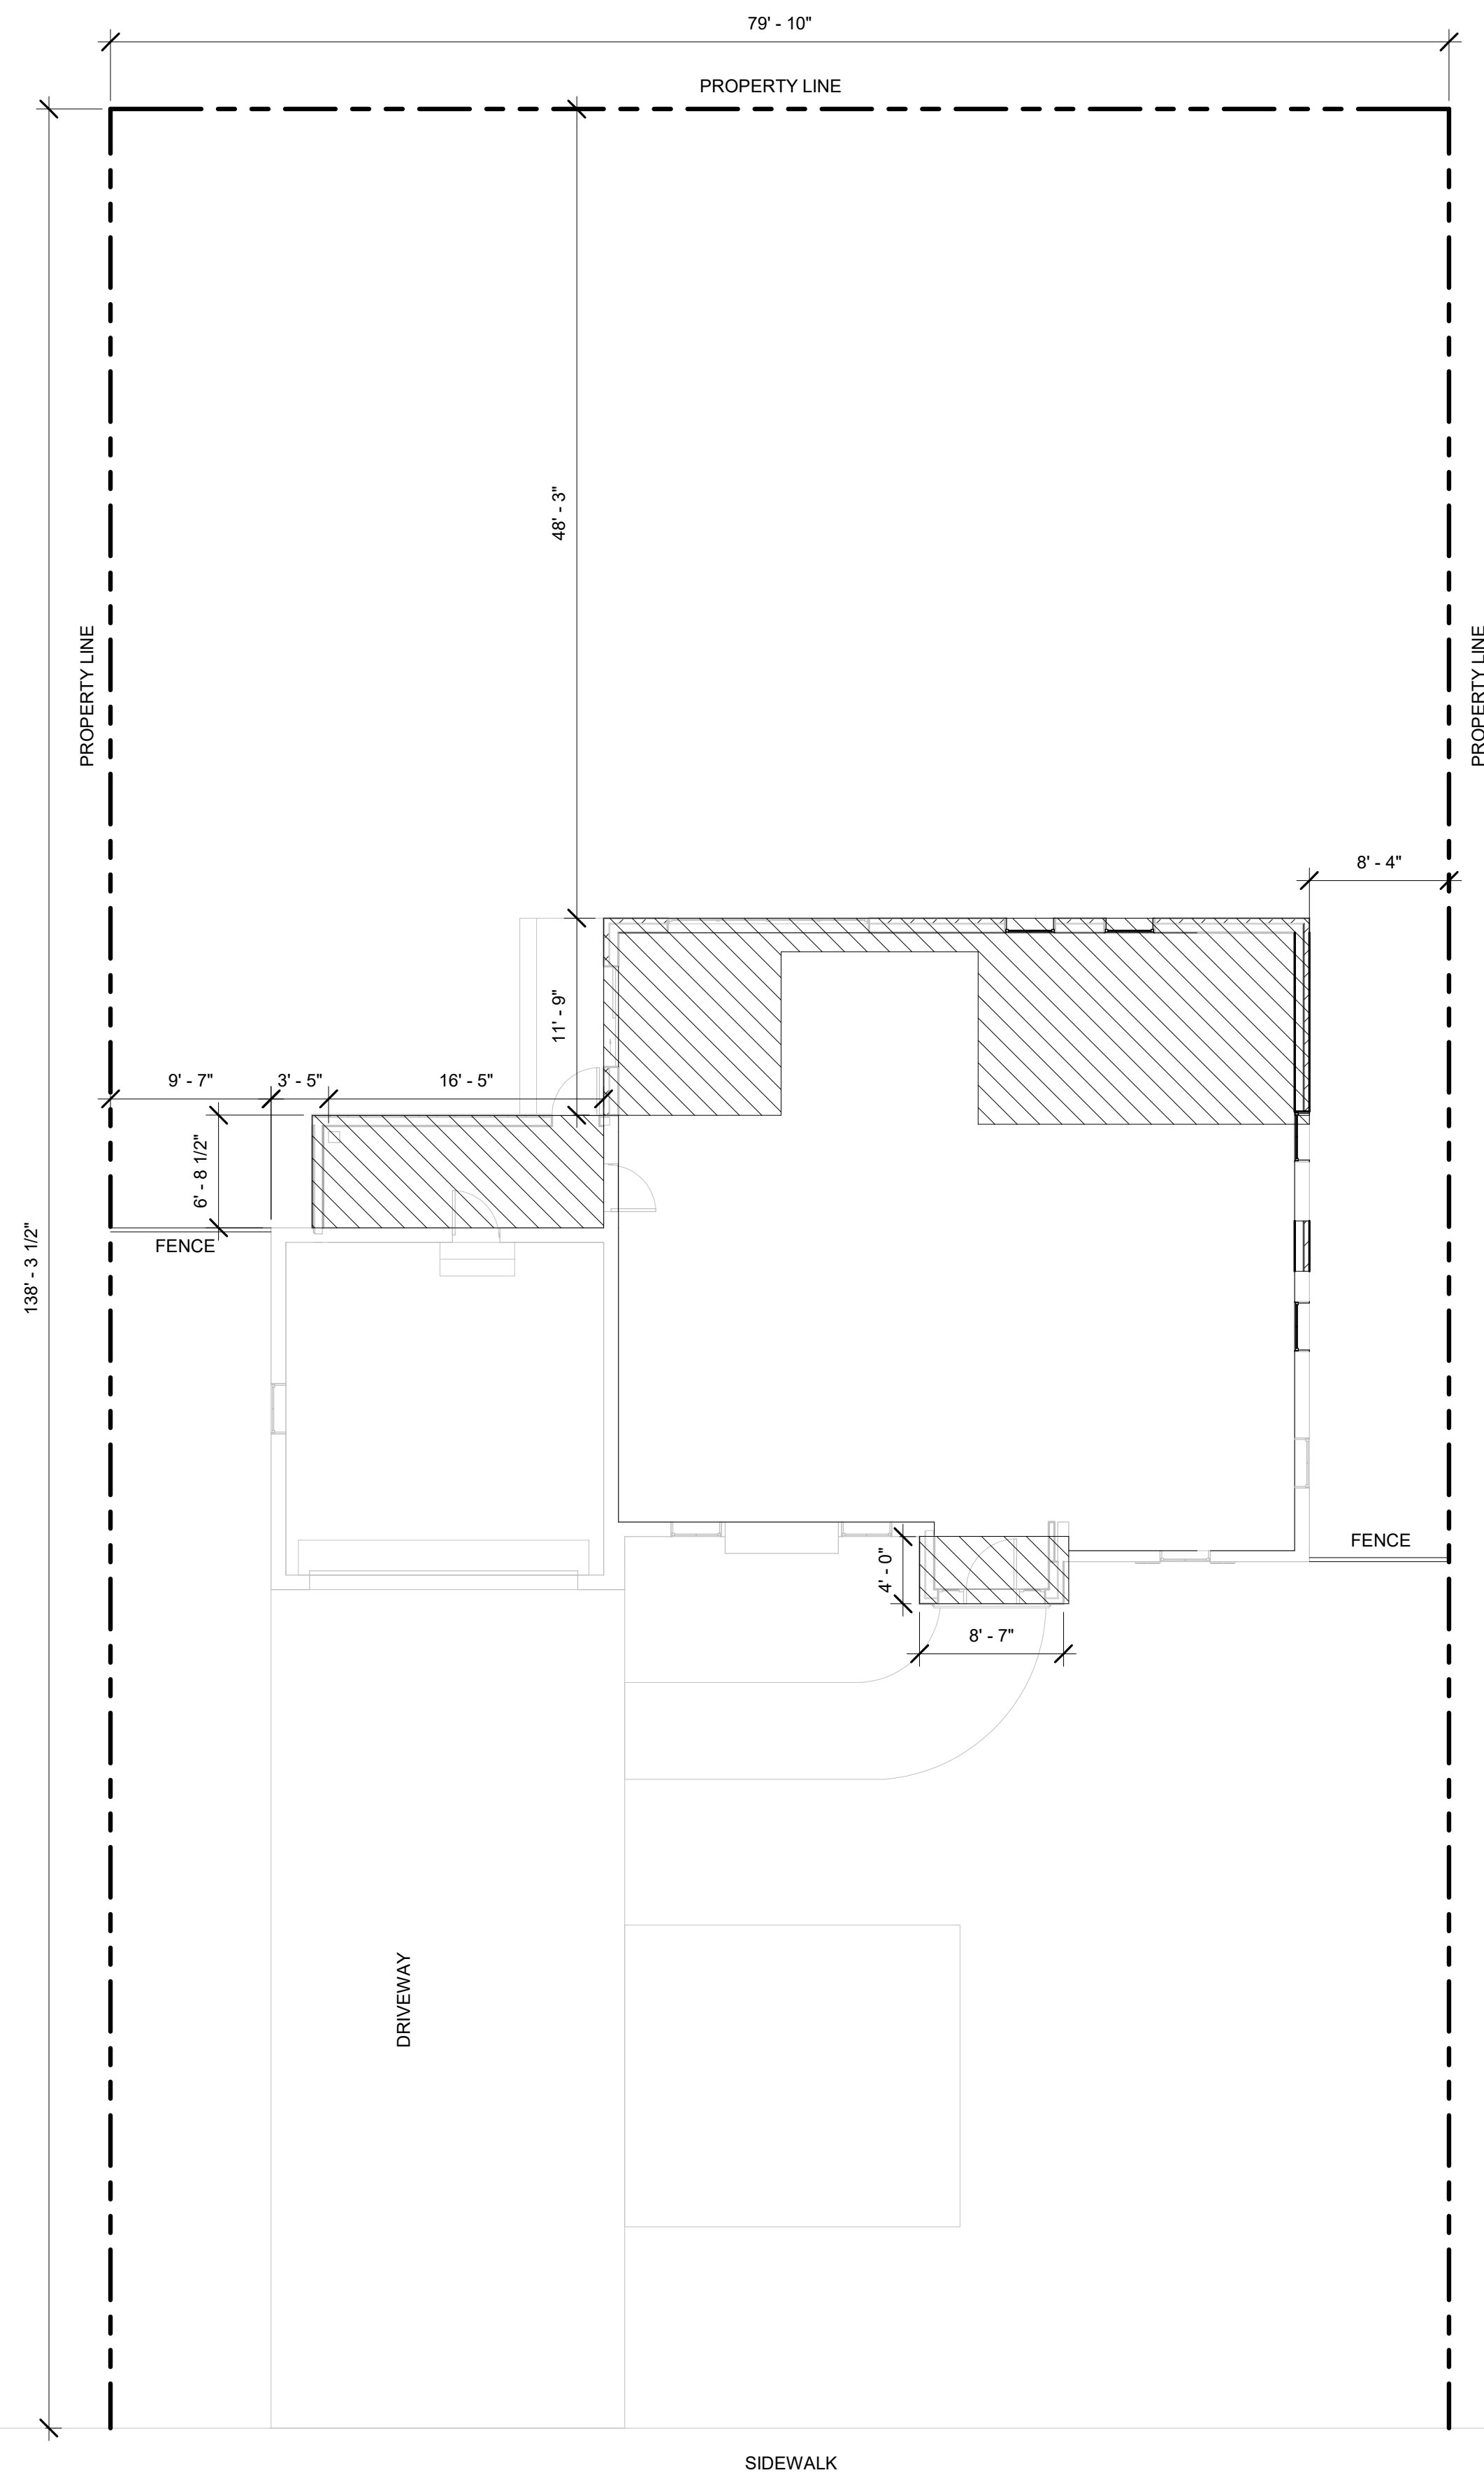 79' - 10"
PROPERTY LINE
48' - 3"
PROPERTY LINE
PROPERTY LINE
8' - 4"
11' - 9"
9' - 7"
3' - 5"
16' - 5"
6' - 8 1/2"
FENCE
138' - 3 1/2"
FENCE
4' - 0"
8' - 7"
DRIVEWAY
SIDEWALK